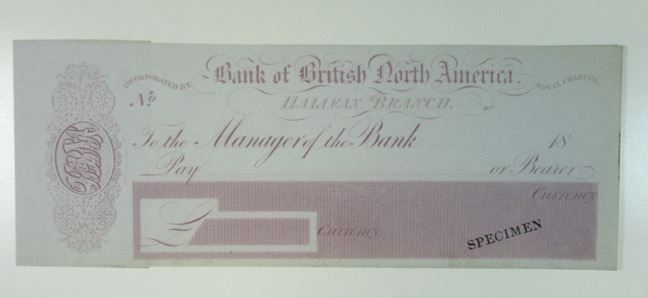 INCORPORATED BY Bank of British North America. ROYAL CHARTER.
No HALIFAX BRANCH.
To the Manager of the Bank 18
Pay or Bearer
Currency
£ Currency
SPECIMEN